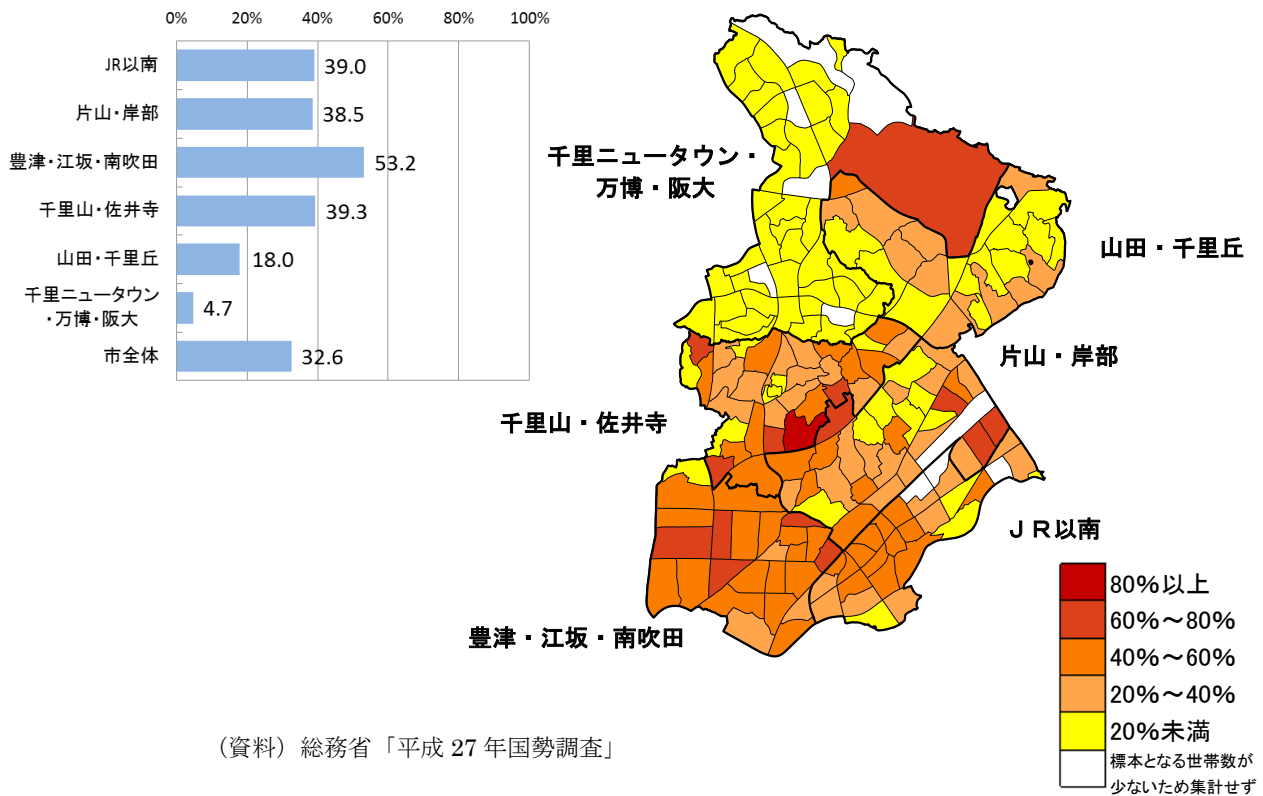 0% 20% 40% 60% 80% 100%
JR以南 39.0
片山・岸部 38.5
豊津・江坂・南吹田 53.2
千里山・佐井寺 39.3
山田・千里丘 18.0
千里ニュータウン
・万博・阪大 4.7
市全体 32.6
千里ニュータウン・
万博・阪大
山田・千里丘
片山・岸部
千里山・佐井寺
ＪＲ以南
豊津・江坂・南吹田
80%以上
60%～80%
40%～60%
20%～40%
20%未満
標本となる世帯数が
少ないため集計せず
（資料）総務省「平成 27 年国勢調査」